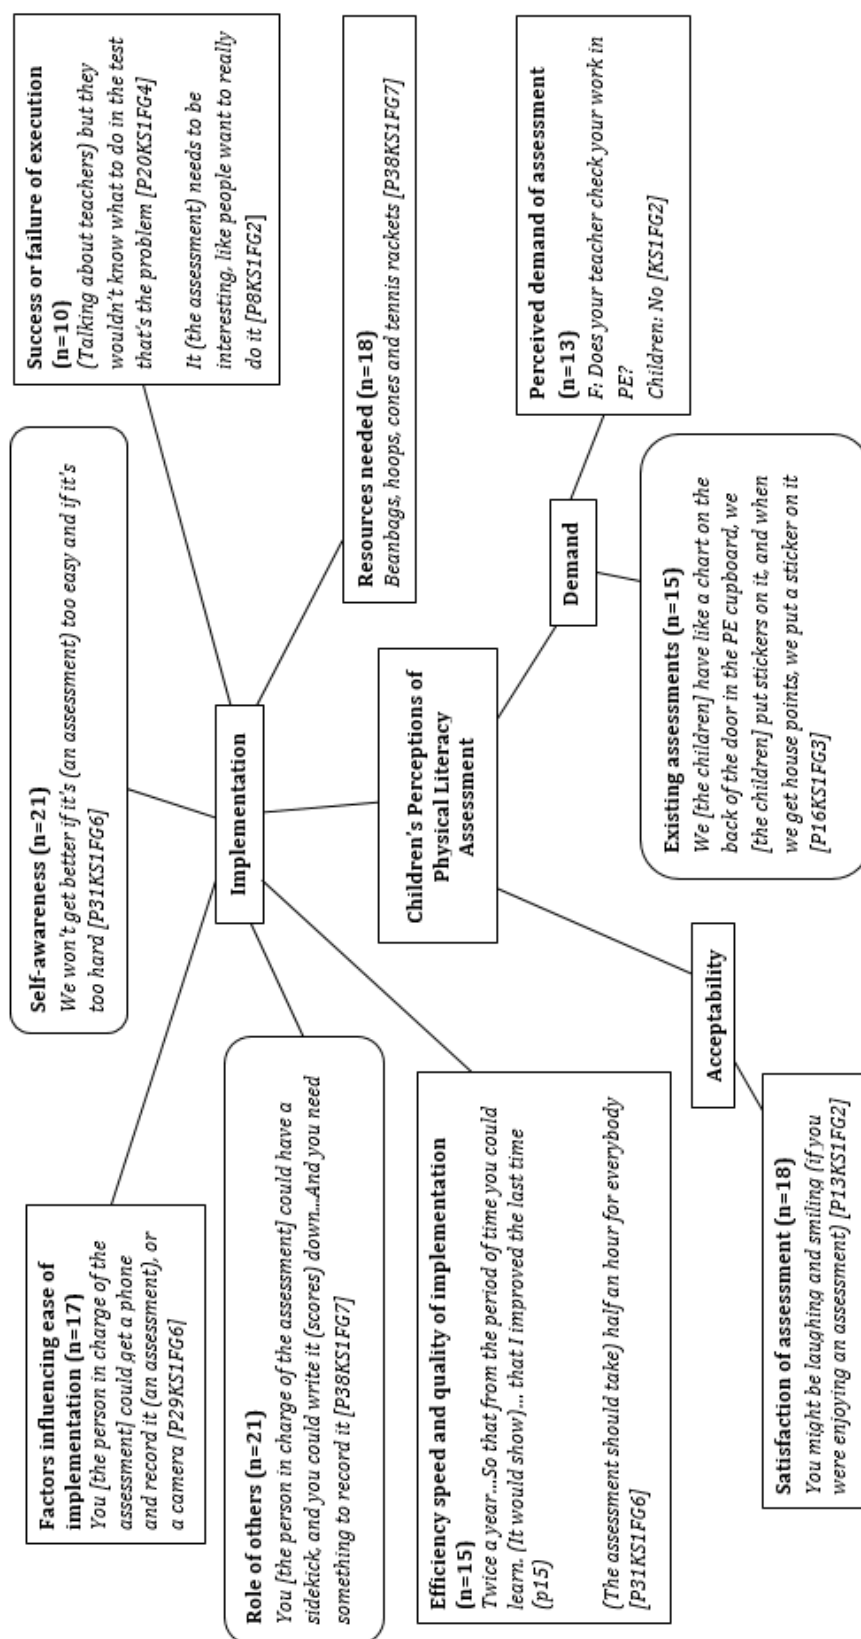 Factors influencing ease of
implementation (n=17)
You [the person in charge of the
assessment] could get a phone
and record it (an assessment), or
a camera [P29KS1FG6]
Self-awareness (n=21)
We won't get better if it's (an assessment) too easy and if it's
too hard [P31KS1FG6]
Success or failure of execution
(n=10)
(Talking about teachers) but they
wouldn't know what to do in the test
that's the problem [P20KS1FG4]
It (the assessment) needs to be
interesting, like people want to really
do it [P8KS1FG2]
Role of others (n=21)
You [the person in charge of the assessment] could have a
sidekick, and you could write it (scores) down...And you need
something to record it [P38KS1FG7]
Implementation
Resources needed (n=18)
Beanbags, hoops, cones and tennis rackets [P38KS1FG7]
Efficiency speed and quality of implementation
(n=15)
Twice a year...So that from the period of time you could
learn. (It would show)... that I improved the last time
(p15)
(The assessment should take) half an hour for everybody
[P31KS1FG6]
Children's Perceptions of
Physical Literacy
Assessment
Demand
Perceived demand of assessment
(n=13)
F: Does your teacher check your work in
PE?
Children: No [KS1FG2]
Acceptability
Existing assessments (n=15)
We [the children] have like a chart on the
back of the door in the PE cupboard, we
[the children] put stickers on it, and when
we get house points, we put a sticker on it
[P16KS1FG3]
Satisfaction of assessment (n=18)
You might be laughing and smiling (if you
were enjoying an assessment) [P13KS1FG2]